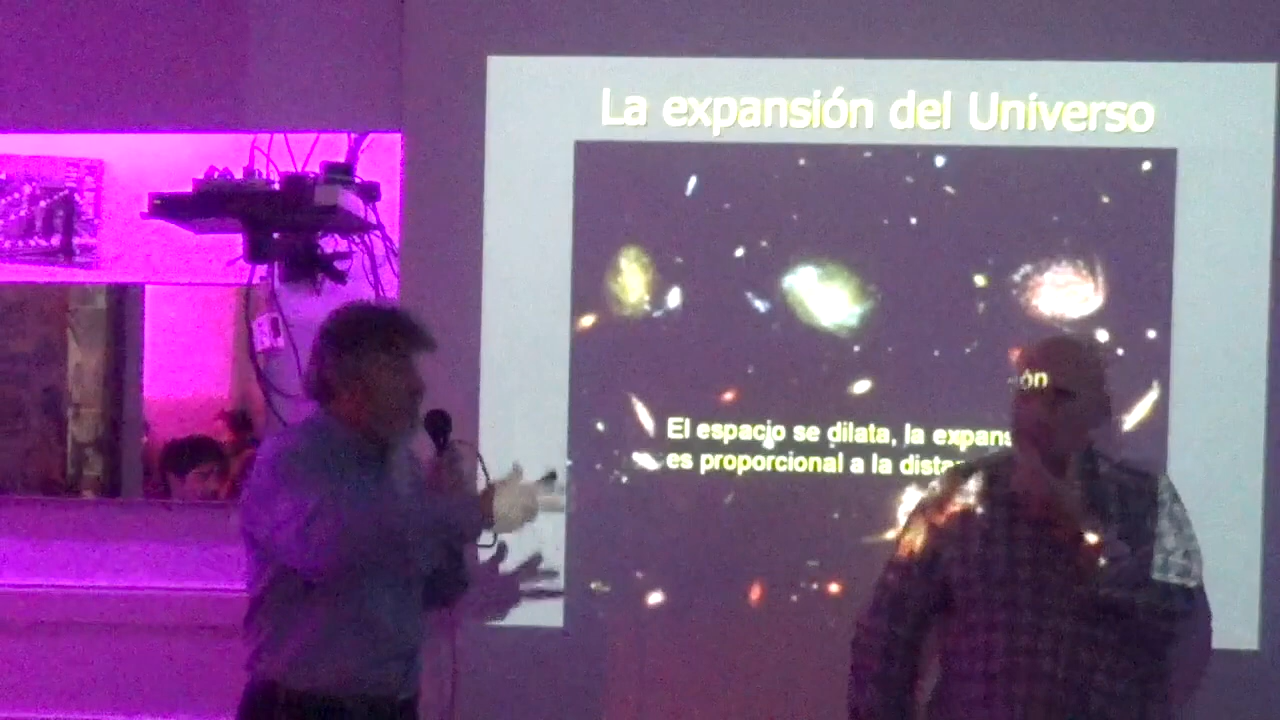 La expansión del Universo
El espacio se dilata, la expans
es proporcional a la dista